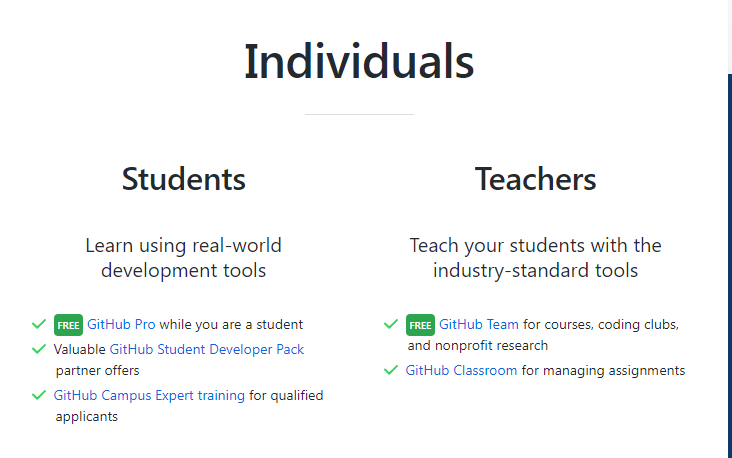 Individuals
Students
Learn using real-world
development tools
FREE GitHub Pro while you are a student
Valuable GitHub Student Developer Pack
partner offers
GitHub Campus Expert training for qualified
applicants
Teachers
Teach your students with the
industry-standard tools
FREE GitHub Team for courses, coding clubs,
and nonprofit research
GitHub Classroom for managing assignments